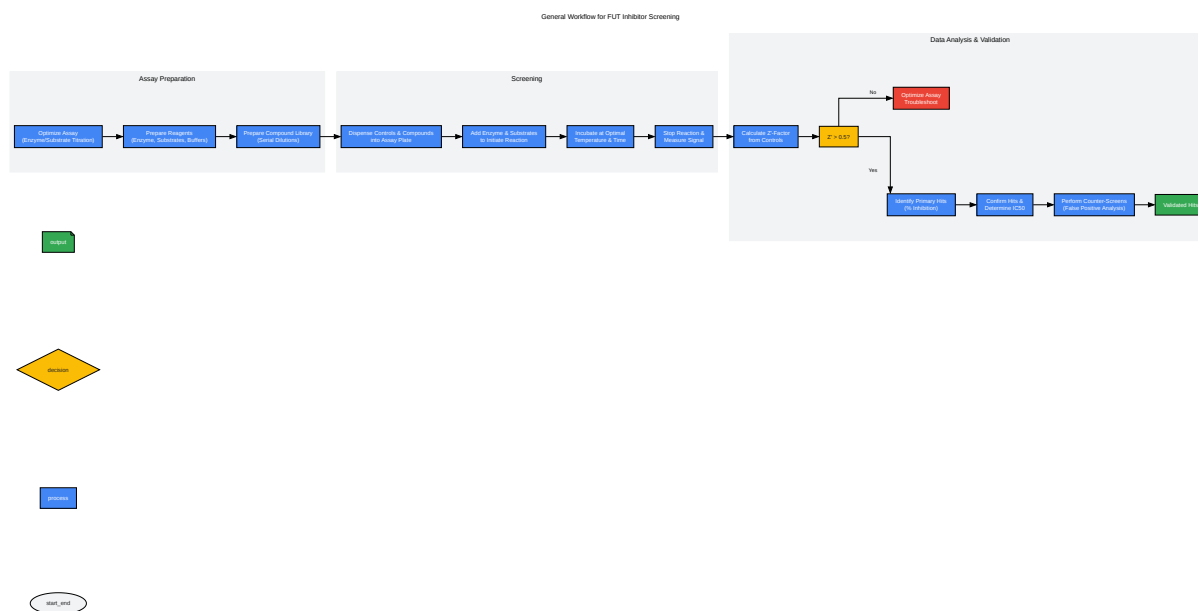 General Workflow for FUT Inhibitor Screening
Assay Preparation
Optimize Assay
(Enzyme/Substrate Titration)
Prepare Reagents
(Enzyme, Substrates, Buffers)
Prepare Compound Library
(Serial Dilutions)
Screening
Dispense Controls & Compounds
into Assay Plate
Add Enzyme & Substrates
to Initiate Reaction
Incubate at Optimal
Temperature & Time
Stop Reaction &
Measure Signal
Data Analysis & Validation
Calculate Z'-Factor
from Controls
Z' > 0.5?
No
Optimize Assay
Troubleshoot
Yes
Identify Primary Hits
(% Inhibition)
Confirm Hits &
Determine IC50
Perform Counter-Screens
(False Positive Analysis)
Validated Hits
output
decision
process
start_end